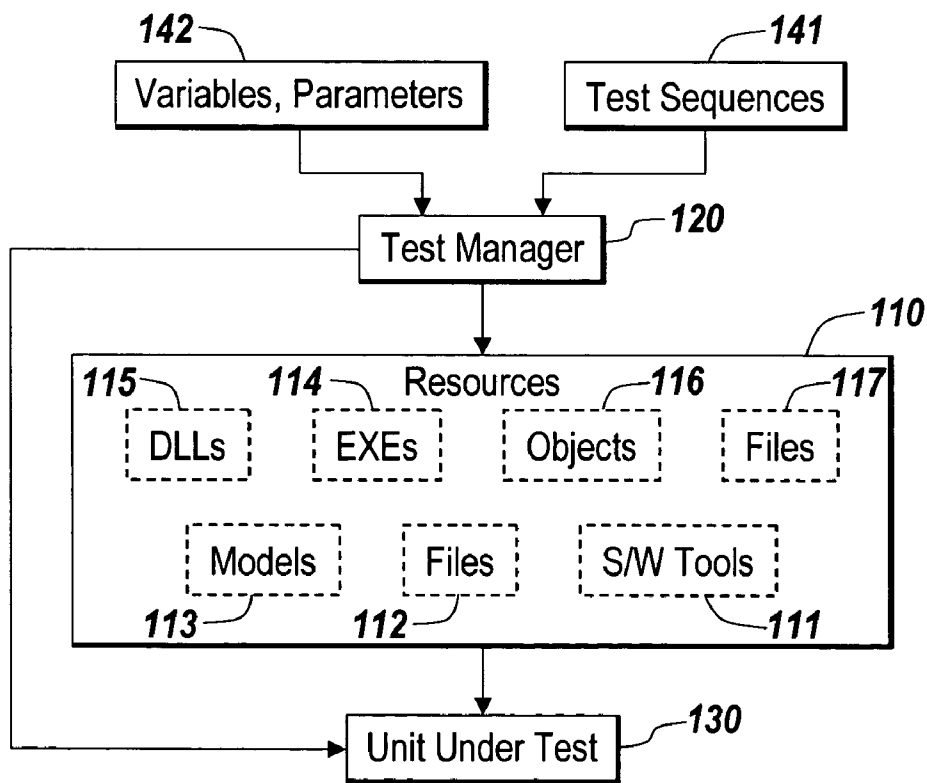 142
141
Variables, Parameters
Test Sequences
120
Test Manager
110
Resources
115
114
116
117
DLLs
EXEs
Objects
Files
Models
Files
S/W Tools
113
112
111
130
Unit Under Test